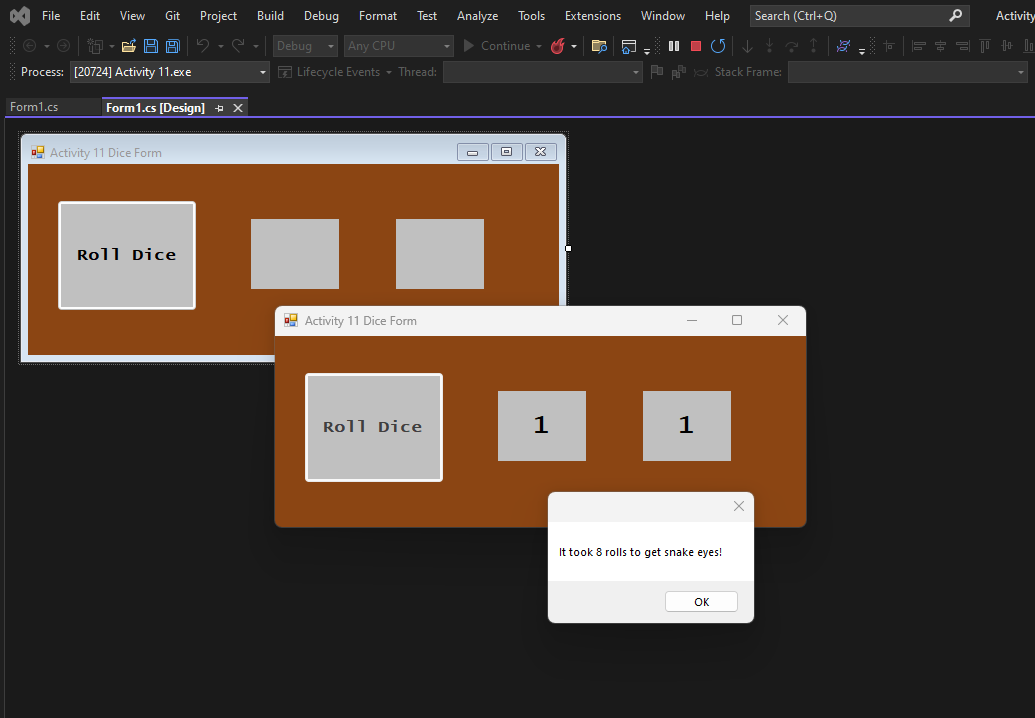 File Edit View Git Project Build Debug Format Test Analyze Tools Extensions Window Help Search (Ctrl+Q) Activity
Debug Any CPU Continue
Process: [20724] Activity 11.exe Lifecycle Events Thread: Stack Frame:
Form1.cs Form1.cs [Design]
Activity 11 Dice Form
Roll Dice
Activity 11 Dice Form
Roll Dice 1 1
It took 8 rolls to get snake eyes!
OK